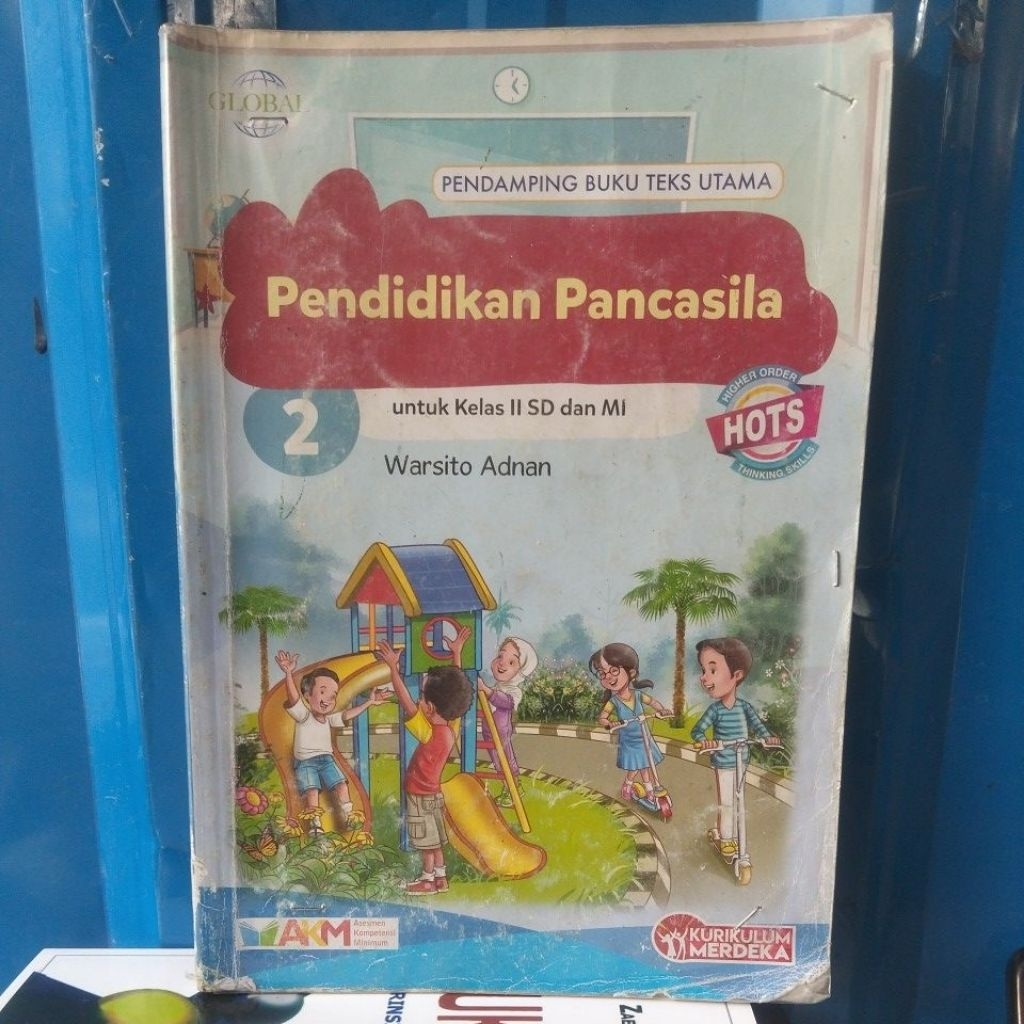 GLOBAL
PENDAMPING BUKU TEKS UTAMA
Pendidikan Pancasila
2
untuk Kelas II SD dan MI
Warsito Adnan
HIGHER ORDER
HOTS
THINKING SKILLS
AKM
Asesmen
Kompetensi
Minimum
KURIKULUM
MERDEKA